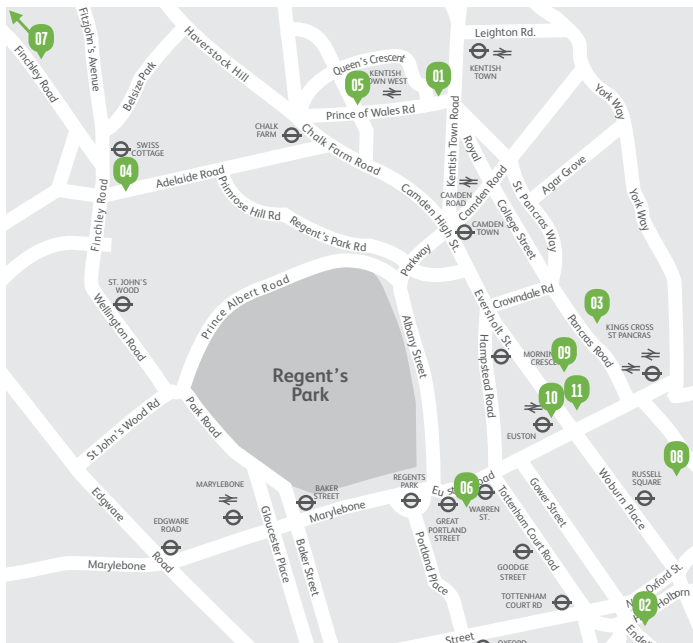 07
Finchley Road
Fitzjohn's Avenue
Belsize Park
Haverstock Hill
Queen's Crescent
KENTISH
TOWN WEST
05
01
Prince of Wales Rd
Leighton Rd.
KENTISH
TOWN
York Way
CHALK
FARM
Chalk Farm Road
Kentish Town Road
Royal
College Street
SWISS
COTTAGE
04
Adelaide Road
Finchley Road
Primrose Hill Rd
Regent's Park Rd
CAMDEN
ROAD
Camden Road
St Pancras Way
Agar Grove
York Way
Camden High St.
CAMDEN
TOWN
Parkway
ST. JOHN'S
WOOD
Wellington Road
Prince Albert Road
Albany Street
Eversholt St.
Crowndale Rd
03
Pancras Road
KINGS CROSS
ST PANCRAS
Hampstead Road
09
10
11
EUSTON
Regent's
Park
St John's Wood Rd
Park Road
08
RUSSELL
SQUARE
Woburn Place
MARYLEBONE
BAKER
STREET
REGENTS
PARK
06
WARREN
ST.
GREAT
PORTLAND
STREET
Edgware
Road
EDGWARE
ROAD
Marylebone
Marylebone
Gloucester Place
Baker Street
Portland Place
Tottenham Court Road
Gower Street
GOODGE
STREET
TOTTENHAM
COURT RD
Oxford St.
02
Holborn
Street